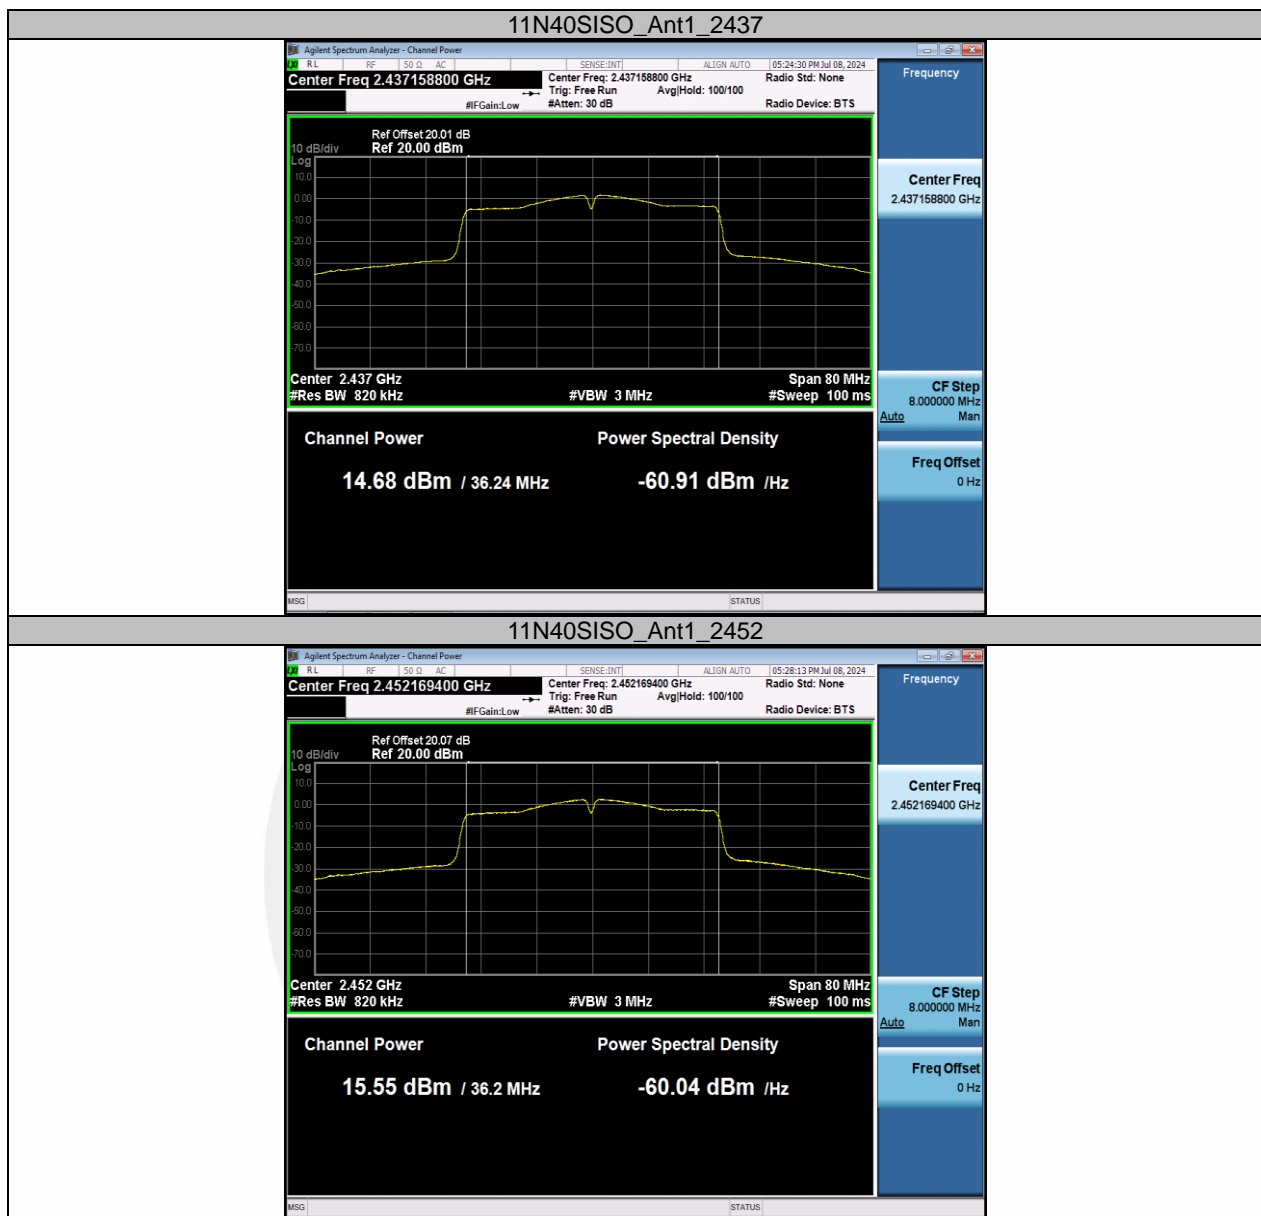 11N40SISO_Ant1_2437
Agilent Spectrum Analyzer - Channel Power
LXI RL RF 50 Ω AC SENSE:INT ALIGN AUTO 05:24:30 PM Jul 08, 2024
Center Freq 2.437158800 GHz
Center Freq: 2.437158800 GHz
Radio Std: None
Trig: Free Run Avg|Hold: 100/100
#IFGain:Low #Atten: 30 dB Radio Device: BTS
Ref Offset 20.01 dB
10 dB/div Ref 20.00 dBm
Log
10.0
0.00
-10.0
-20.0
-30.0
-40.0
-50.0
-60.0
-70.0
Center 2.437 GHz Span 80 MHz
#Res BW 820 kHz #VBW 3 MHz #Sweep 100 ms
Channel Power Power Spectral Density
14.68 dBm / 36.24 MHz -60.91 dBm /Hz
MSG STATUS
Frequency
Center Freq
2.437158800 GHz
CF Step
8.000000 MHz
Auto Man
Freq Offset
0 Hz
11N40SISO_Ant1_2452
Agilent Spectrum Analyzer - Channel Power
LXI RL RF 50 Ω AC SENSE:INT ALIGN AUTO 05:28:13 PM Jul 08, 2024
Center Freq 2.452169400 GHz
Center Freq: 2.452169400 GHz
Radio Std: None
Trig: Free Run Avg|Hold: 100/100
#IFGain:Low #Atten: 30 dB Radio Device: BTS
Ref Offset 20.07 dB
10 dB/div Ref 20.00 dBm
Log
10.0
0.00
-10.0
-20.0
-30.0
-40.0
-50.0
-60.0
-70.0
Center 2.452 GHz Span 80 MHz
#Res BW 820 kHz #VBW 3 MHz #Sweep 100 ms
Channel Power Power Spectral Density
15.55 dBm / 36.2 MHz -60.04 dBm /Hz
MSG STATUS
Frequency
Center Freq
2.452169400 GHz
CF Step
8.000000 MHz
Auto Man
Freq Offset
0 Hz